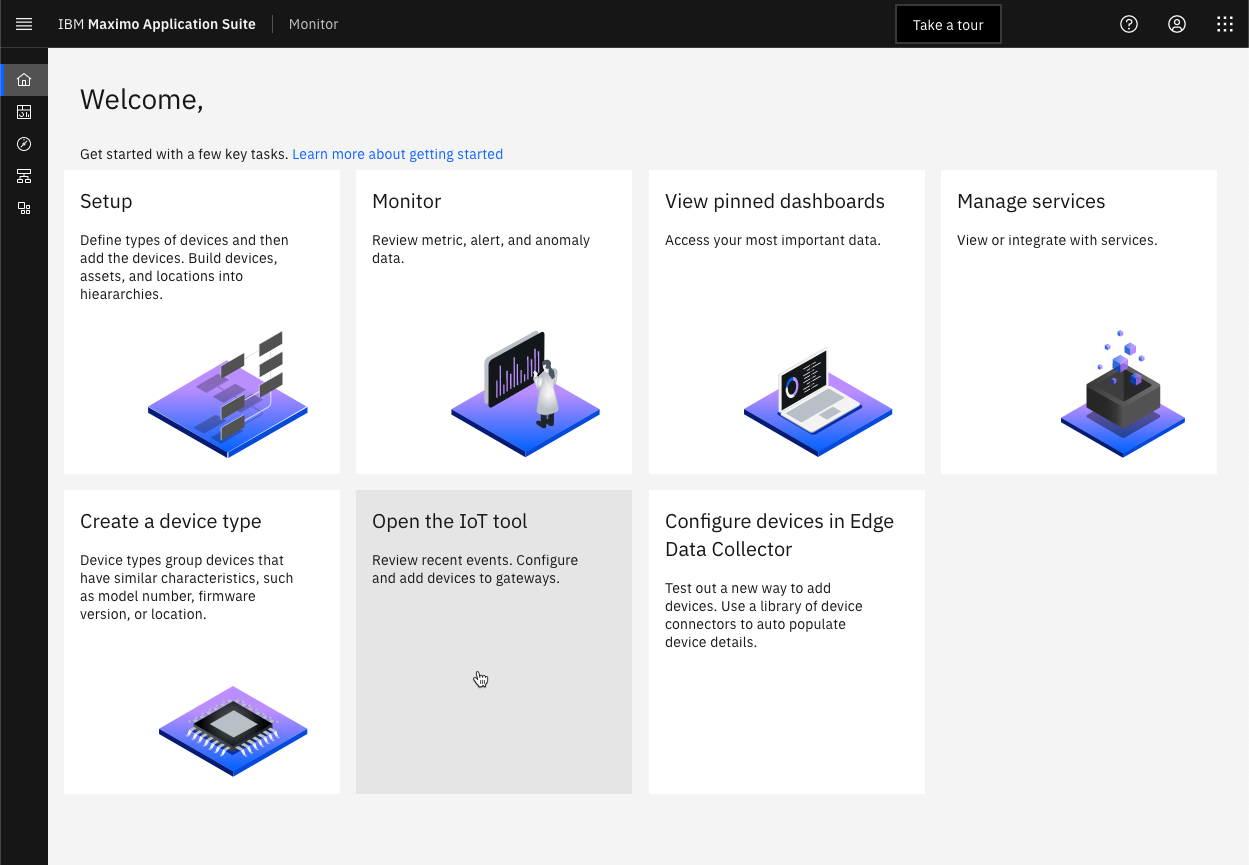 IBM Maximo Application Suite Monitor Take a tour
Welcome,
Get started with a few key tasks. Learn more about getting started
Setup
Define types of devices and then
add the devices. Build devices,
assets, and locations into
hieararchies.
Monitor
Review metric, alert, and anomaly
data.
View pinned dashboards
Access your most important data.
Manage services
View or integrate with services.
Create a device type
Device types group devices that
have similar characteristics, such
as model number, firmware
version, or location.
Open the IoT tool
Review recent events. Configure
and add devices to gateways.
Configure devices in Edge
Data Collector
Test out a new way to add
devices. Use a library of device
connectors to auto populate
device details.